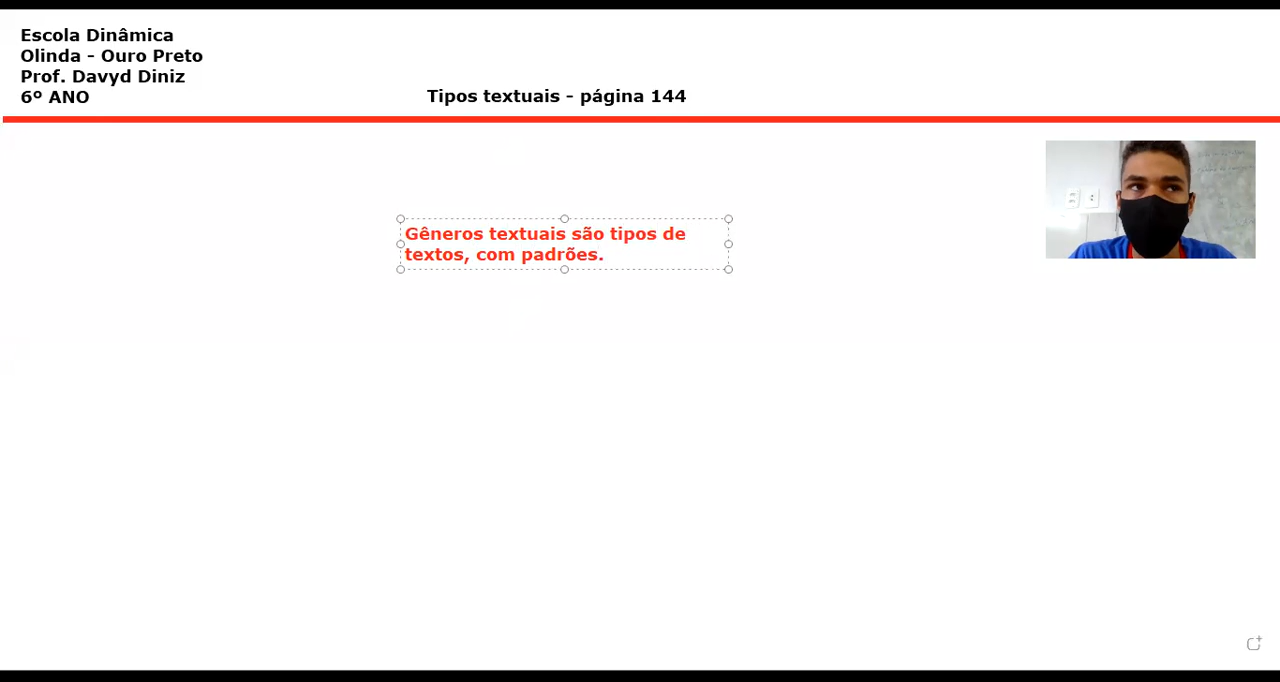 Escola Dinâmica
Olinda - Ouro Preto
Prof. Davyd Diniz
6º ANO
Tipos textuais - página 144
Gêneros textuais são tipos de
textos, com padrões.